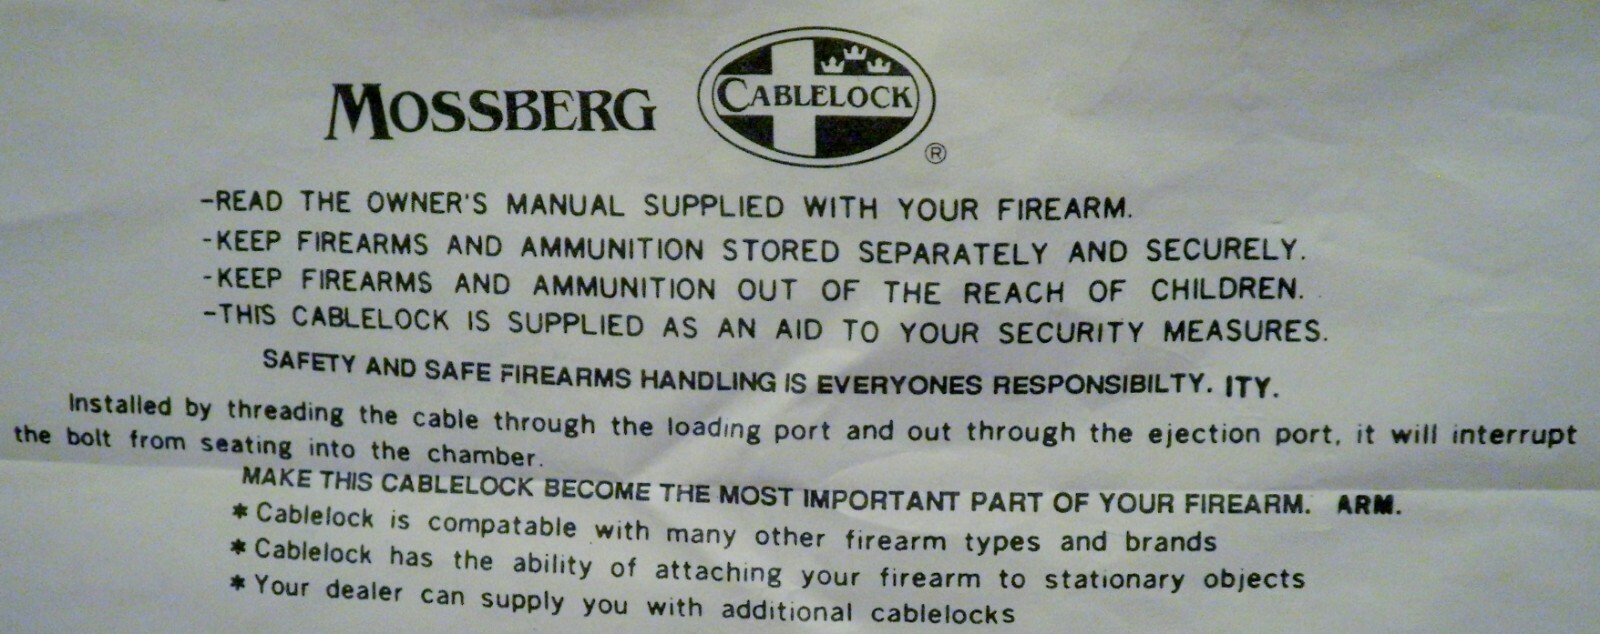 MOSSBERG CABLELOCK ®
-READ THE OWNER'S MANUAL SUPPLIED WITH YOUR FIREARM.
-KEEP FIREARMS AND AMMUNITION STORED SEPARATELY AND SECURELY.
-KEEP FIREARMS AND AMMUNITION OUT OF THE REACH OF CHILDREN.
-THIS CABLELOCK IS SUPPLIED AS AN AID TO YOUR SECURITY MEASURES.
SAFETY AND SAFE FIREARMS HANDLING IS EVERYONES RESPONSIBILTY. ITY.
Installed by threading the cable through the loading port and out through the ejection port, it will interrupt
the bolt from seating into the chamber.
MAKE THIS CABLELOCK BECOME THE MOST IMPORTANT PART OF YOUR FIREARM. ARM.
* Cablelock is compatable with many other firearm types and brands
* Cablelock has the ability of attaching your firearm to stationary objects
* Your dealer can supply you with additional cablelocks